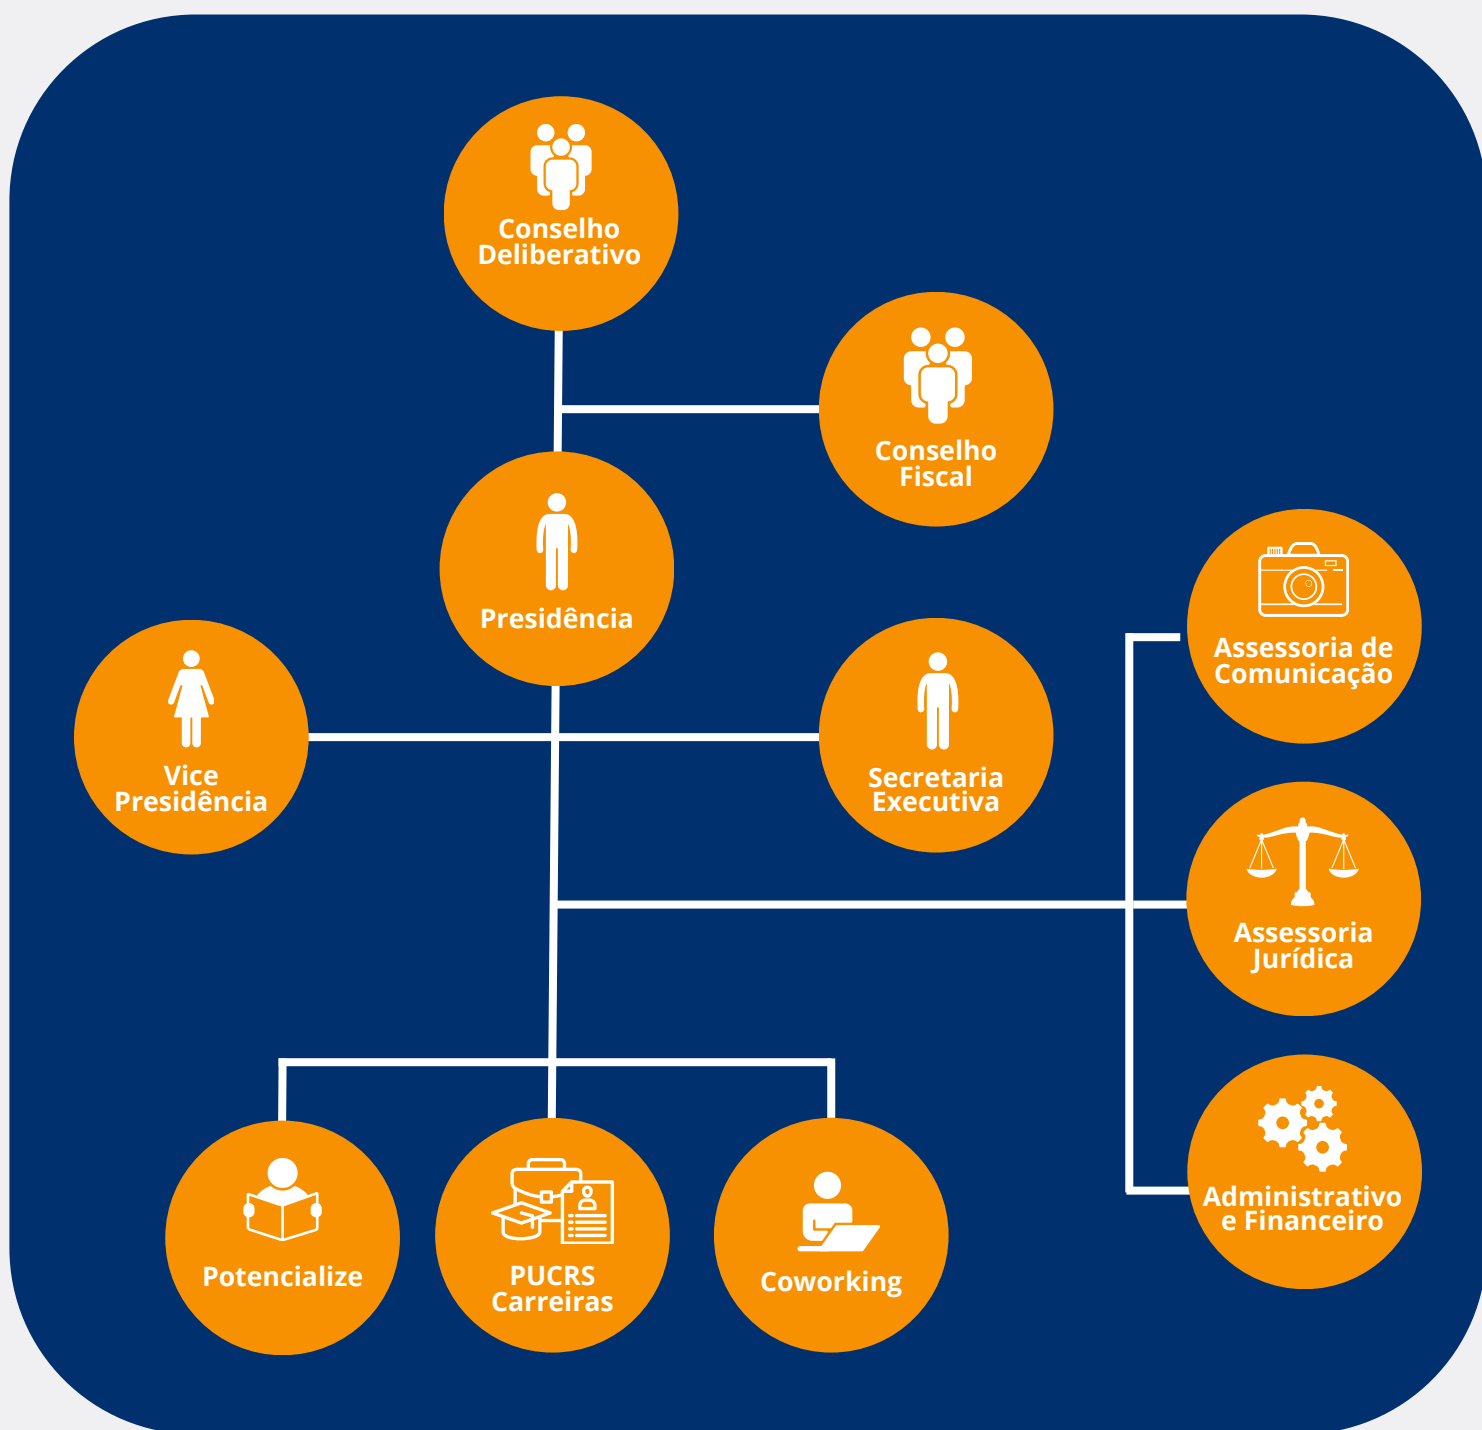 Conselho
Deliberativo
Conselho
Fiscal
Presidência
Vice
Presidência
Secretaria
Executiva
Assessoria de
Comunicação
Assessoria
Jurídica
Administrativo
e Financeiro
Potencialize
PUCRS
Carreiras
Coworking